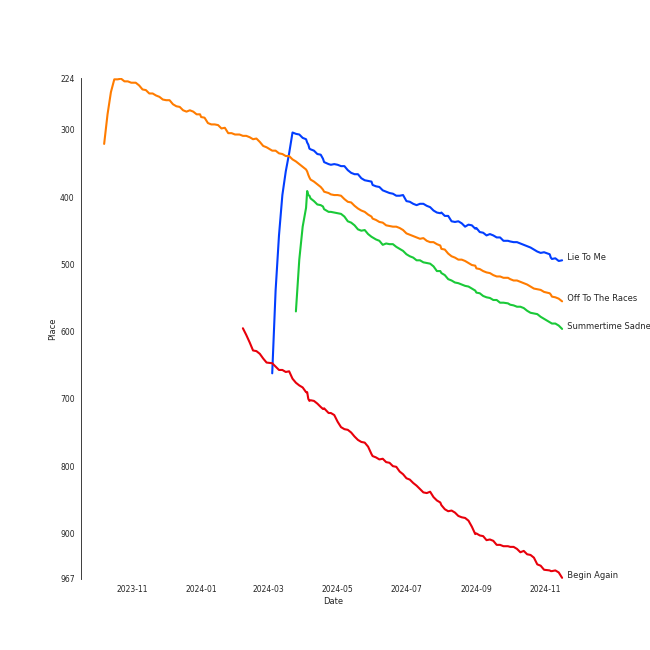 224
300
400
500
600
700
800
900
967
Place
2023-11
2024-01
2024-03
2024-05
2024-07
2024-09
2024-11
Date
Lie To Me
Off To The Races
Summertime Sadne
Begin Again